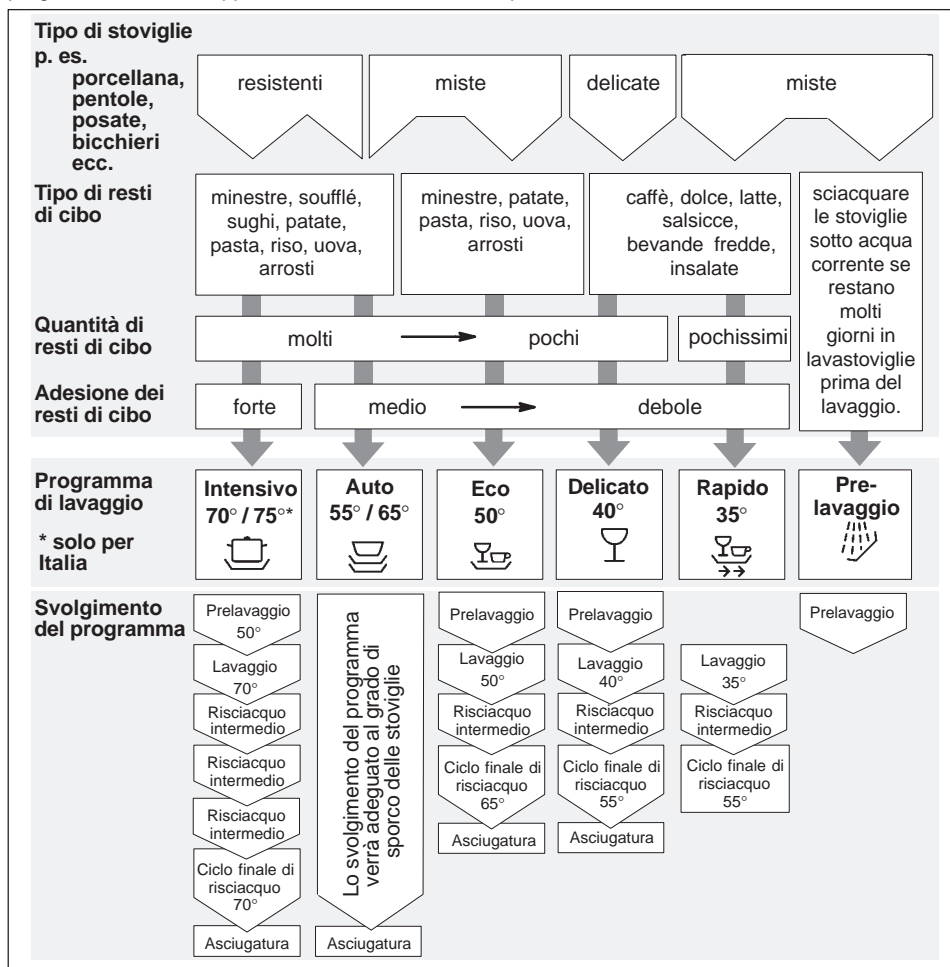 Tipo di stoviglie
p. es.
porcellana,
pentole,
posate,
bicchieri
ecc.
resistenti
miste
delicate
miste
Tipo di resti
di cibo
minestre, soufflé,
sughi, patate,
pasta, riso, uova,
arrosti
minestre, patate,
pasta, riso, uova,
arrosti
caffè, dolce, latte,
salsicce,
bevande fredde,
insalate
sciacquare
le stoviglie
sotto acqua
corrente se
restano
molti
giorni in
lavastoviglie
prima del
lavaggio.
Quantità di
resti di cibo
molti
pochi
pochissimi
Adesione dei
resti di cibo
forte
medio
debole
Programma
di lavaggio
* solo per
Italia
Intensivo
70° / 75°*
Auto
55° / 65°
Eco
50°
Delicato
40°
Rapido
35°
Pre-
lavaggio
Svolgimento
del programma
Prelavaggio
50°
Lavaggio
70°
Risciacquo
intermedio
Risciacquo
intermedio
Risciacquo
intermedio
Ciclo finale di
risciacquo
70°
Asciugatura
Lo svolgimento del programma
verrà adeguato al grado di
sporco delle stoviglie
Asciugatura
Prelavaggio
Lavaggio
50°
Risciacquo
intermedio
Ciclo finale di
risciacquo
65°
Asciugatura
Prelavaggio
Lavaggio
40°
Risciacquo
intermedio
Ciclo finale di
risciacquo
55°
Asciugatura
Lavaggio
35°
Risciacquo
intermedio
Ciclo finale di
risciacquo
55°
Prelavaggio